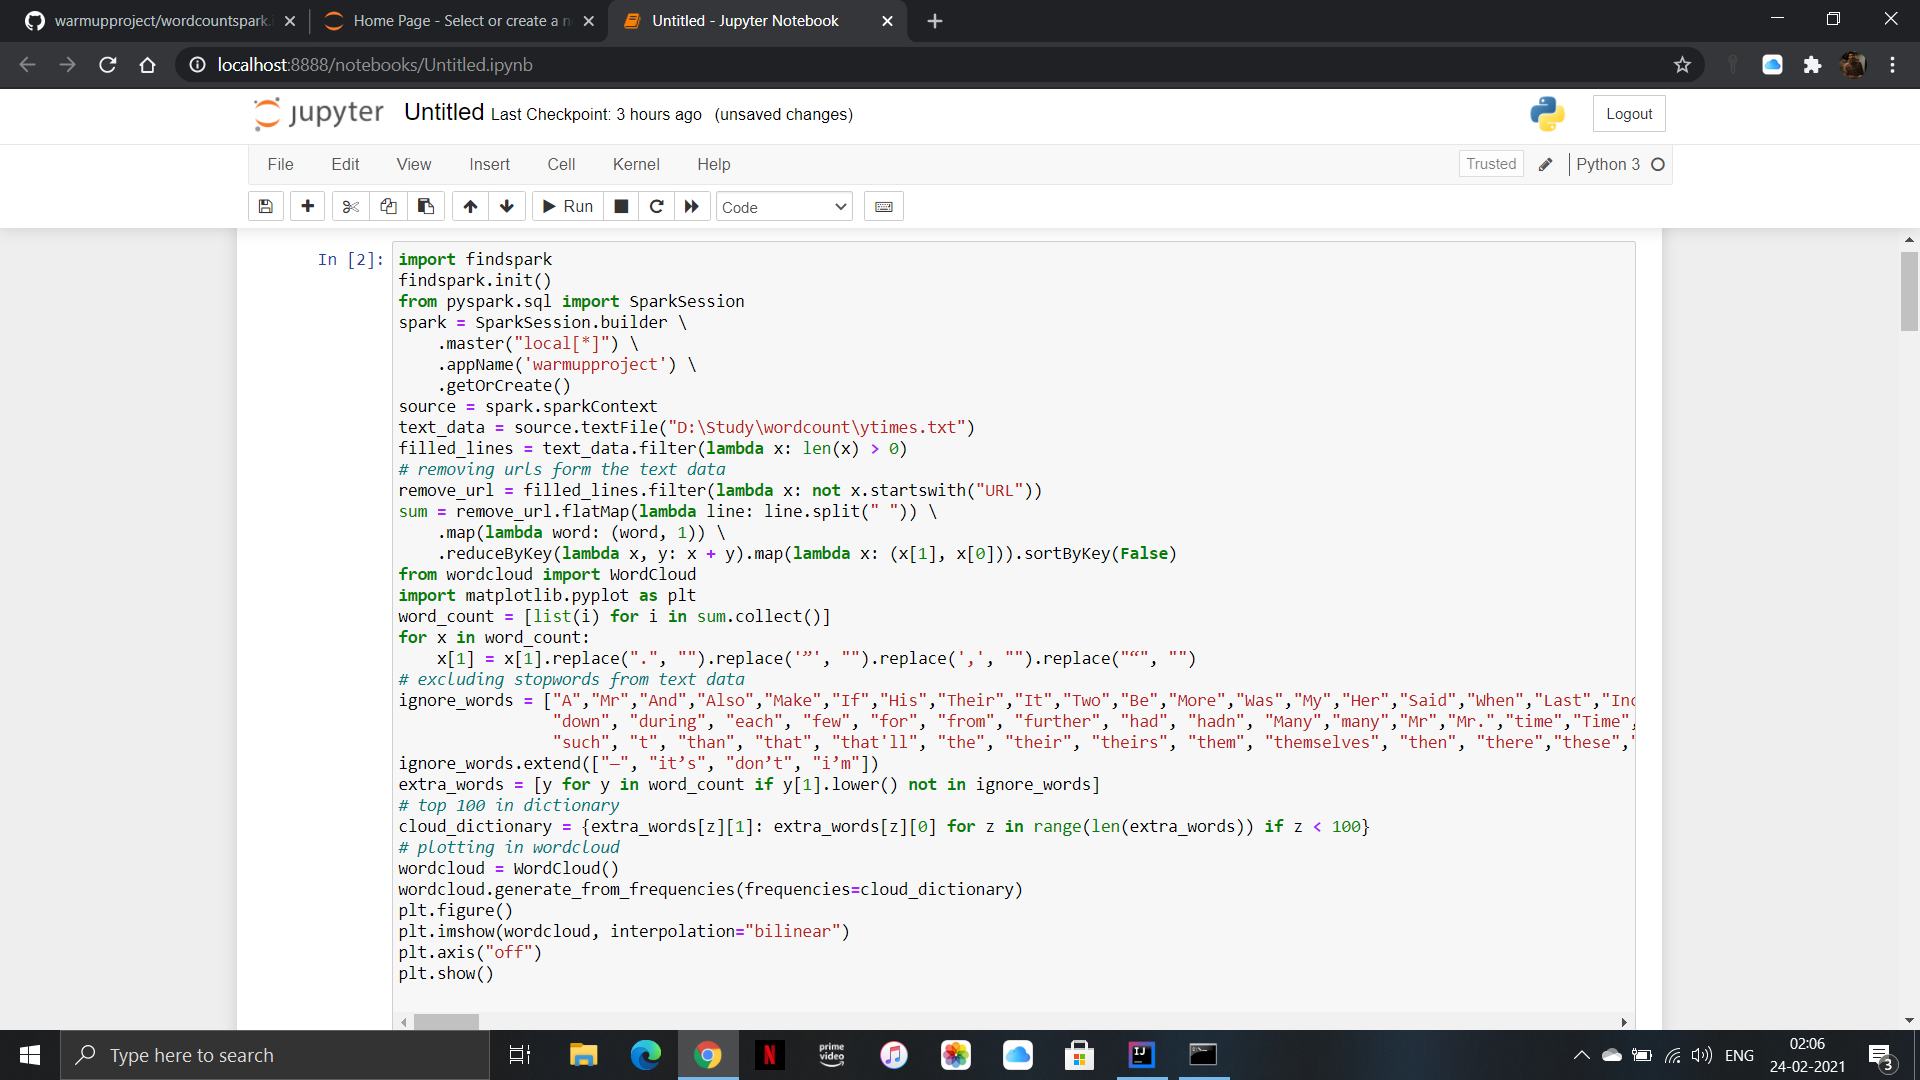 warmupproject/wordcountspark.i
Home Page - Select or create a n
Untitled - Jupyter Notebook
localhost:8888/notebooks/Untitled.ipynb
jupyter Untitled Last Checkpoint: 3 hours ago (unsaved changes)
Logout
File Edit View Insert Cell Kernel Help
Trusted Python 3
Run Code
In [2]:
import findspark
findspark.init()
from pyspark.sql import SparkSession
spark = SparkSession.builder \
    .master("local[*]") \
    .appName('warmupproject') \
    .getOrCreate()
source = spark.sparkContext
text_data = source.textFile("D:\Study\wordcount\ytimes.txt")
filled_lines = text_data.filter(lambda x: len(x) > 0)
# removing urls form the text data
remove_url = filled_lines.filter(lambda x: not x.startswith("URL"))
sum = remove_url.flatMap(lambda line: line.split(" ")) \
    .map(lambda word: (word, 1)) \
    .reduceByKey(lambda x, y: x + y).map(lambda x: (x[1], x[0])).sortByKey(False)
from wordcloud import WordCloud
import matplotlib.pyplot as plt
word_count = [list(i) for i in sum.collect()]
for x in word_count:
    x[1] = x[1].replace(".", "").replace('”', "").replace(',', "").replace("“", "")
# excluding stopwords from text data
ignore_words = ["A","Mr","And","Also","Make","If","His","Their","It","Two","Be","More","Was","My","Her","Said","When","Last","Inc
                "down", "during", "each", "few", "for", "from", "further", "had", "hadn", "Many","many","Mr","Mr.","time","Time",
                "such", "t", "than", "that", "that'll", "the", "their", "theirs", "them", "themselves", "then", "there","these","
ignore_words.extend(["—", "it’s", "don’t", "i’m"])
extra_words = [y for y in word_count if y[1].lower() not in ignore_words]
# top 100 in dictionary
cloud_dictionary = {extra_words[z][1]: extra_words[z][0] for z in range(len(extra_words)) if z < 100}
# plotting in wordcloud
wordcloud = WordCloud()
wordcloud.generate_from_frequencies(frequencies=cloud_dictionary)
plt.figure()
plt.imshow(wordcloud, interpolation="bilinear")
plt.axis("off")
plt.show()
Type here to search
prime
video
IJ
ENG
02:06
24-02-2021
3